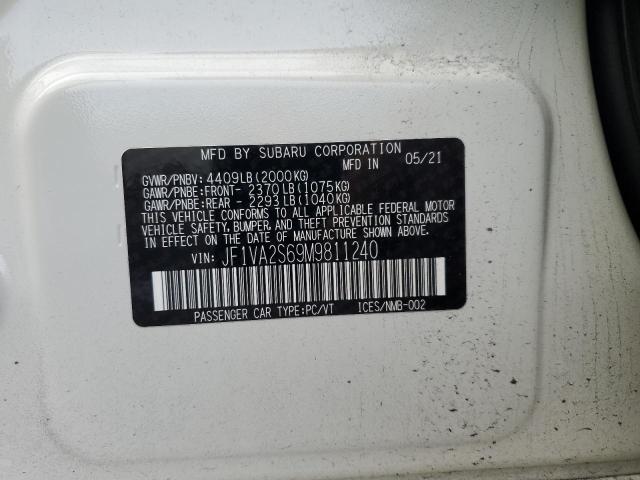 MFD BY SUBARU CORPORATION
MFD IN 05/21
GVWR/PNBV: 4409LB(2000KG)
GAWR/PNBE:FRONT- 2370LB(1075KG)
GAWR/PNBE:REAR - 2293LB(1040KG)
THIS VEHICLE CONFORMS TO ALL APPLICABLE FEDERAL MOTOR
VEHICLE SAFETY, BUMPER, AND THEFT PREVENTION STANDARDS
IN EFFECT ON THE DATE OF MANUFACTURE SHOWN ABOVE.
VIN: JF1VA2S69M9811240
PASSENGER CAR TYPE:PC/VT ICES/NMB-002